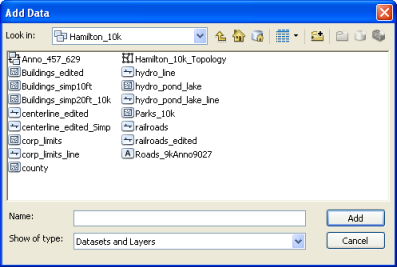 Add Data
Look in: Hamilton_10k
Anno_457_629
Buildings_edited
Buildings_simp10ft
Buildings_simp20ft_10k
centerline_edited
centerline_edited_Simp
corp_limits
corp_limits_line
county
Hamilton_10k_Topology
hydro_line
hydro_pond_lake
hydro_pond_lake_line
Parks_10k
railroads
railroads_edited
Roads_9kAnno9027
Name: Add
Show of type: Datasets and Layers Cancel